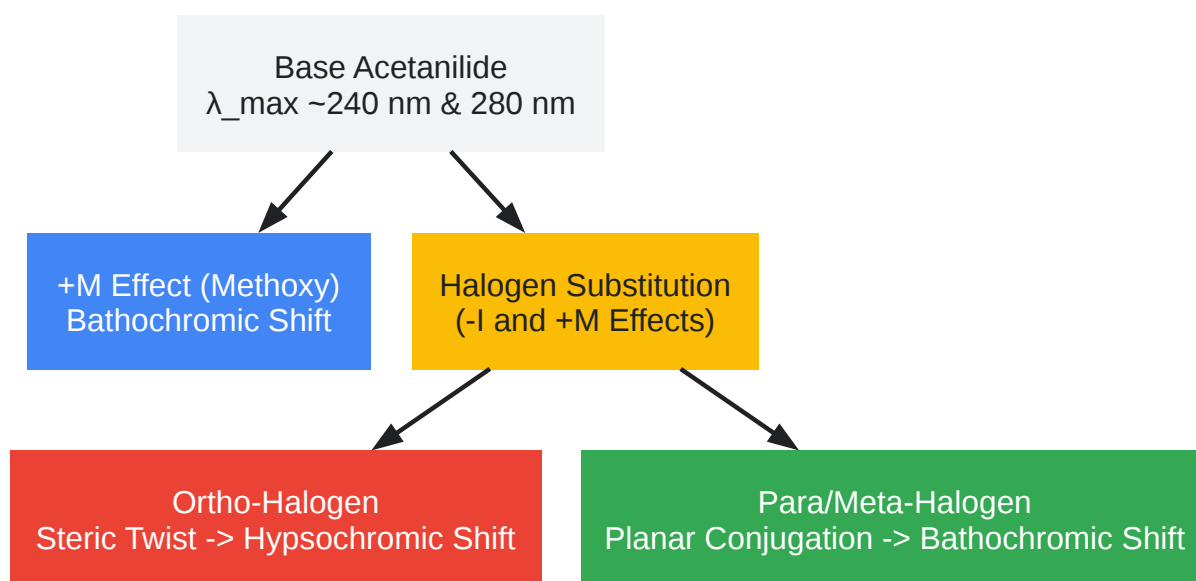 Base Acetanilide
λ_max ~240 nm & 280 nm
+M Effect (Methoxy)
Bathochromic Shift
Halogen Substitution
(-I and +M Effects)
Ortho-Halogen
Steric Twist -> Hypsochromic Shift
Para/Meta-Halogen
Planar Conjugation -> Bathochromic Shift